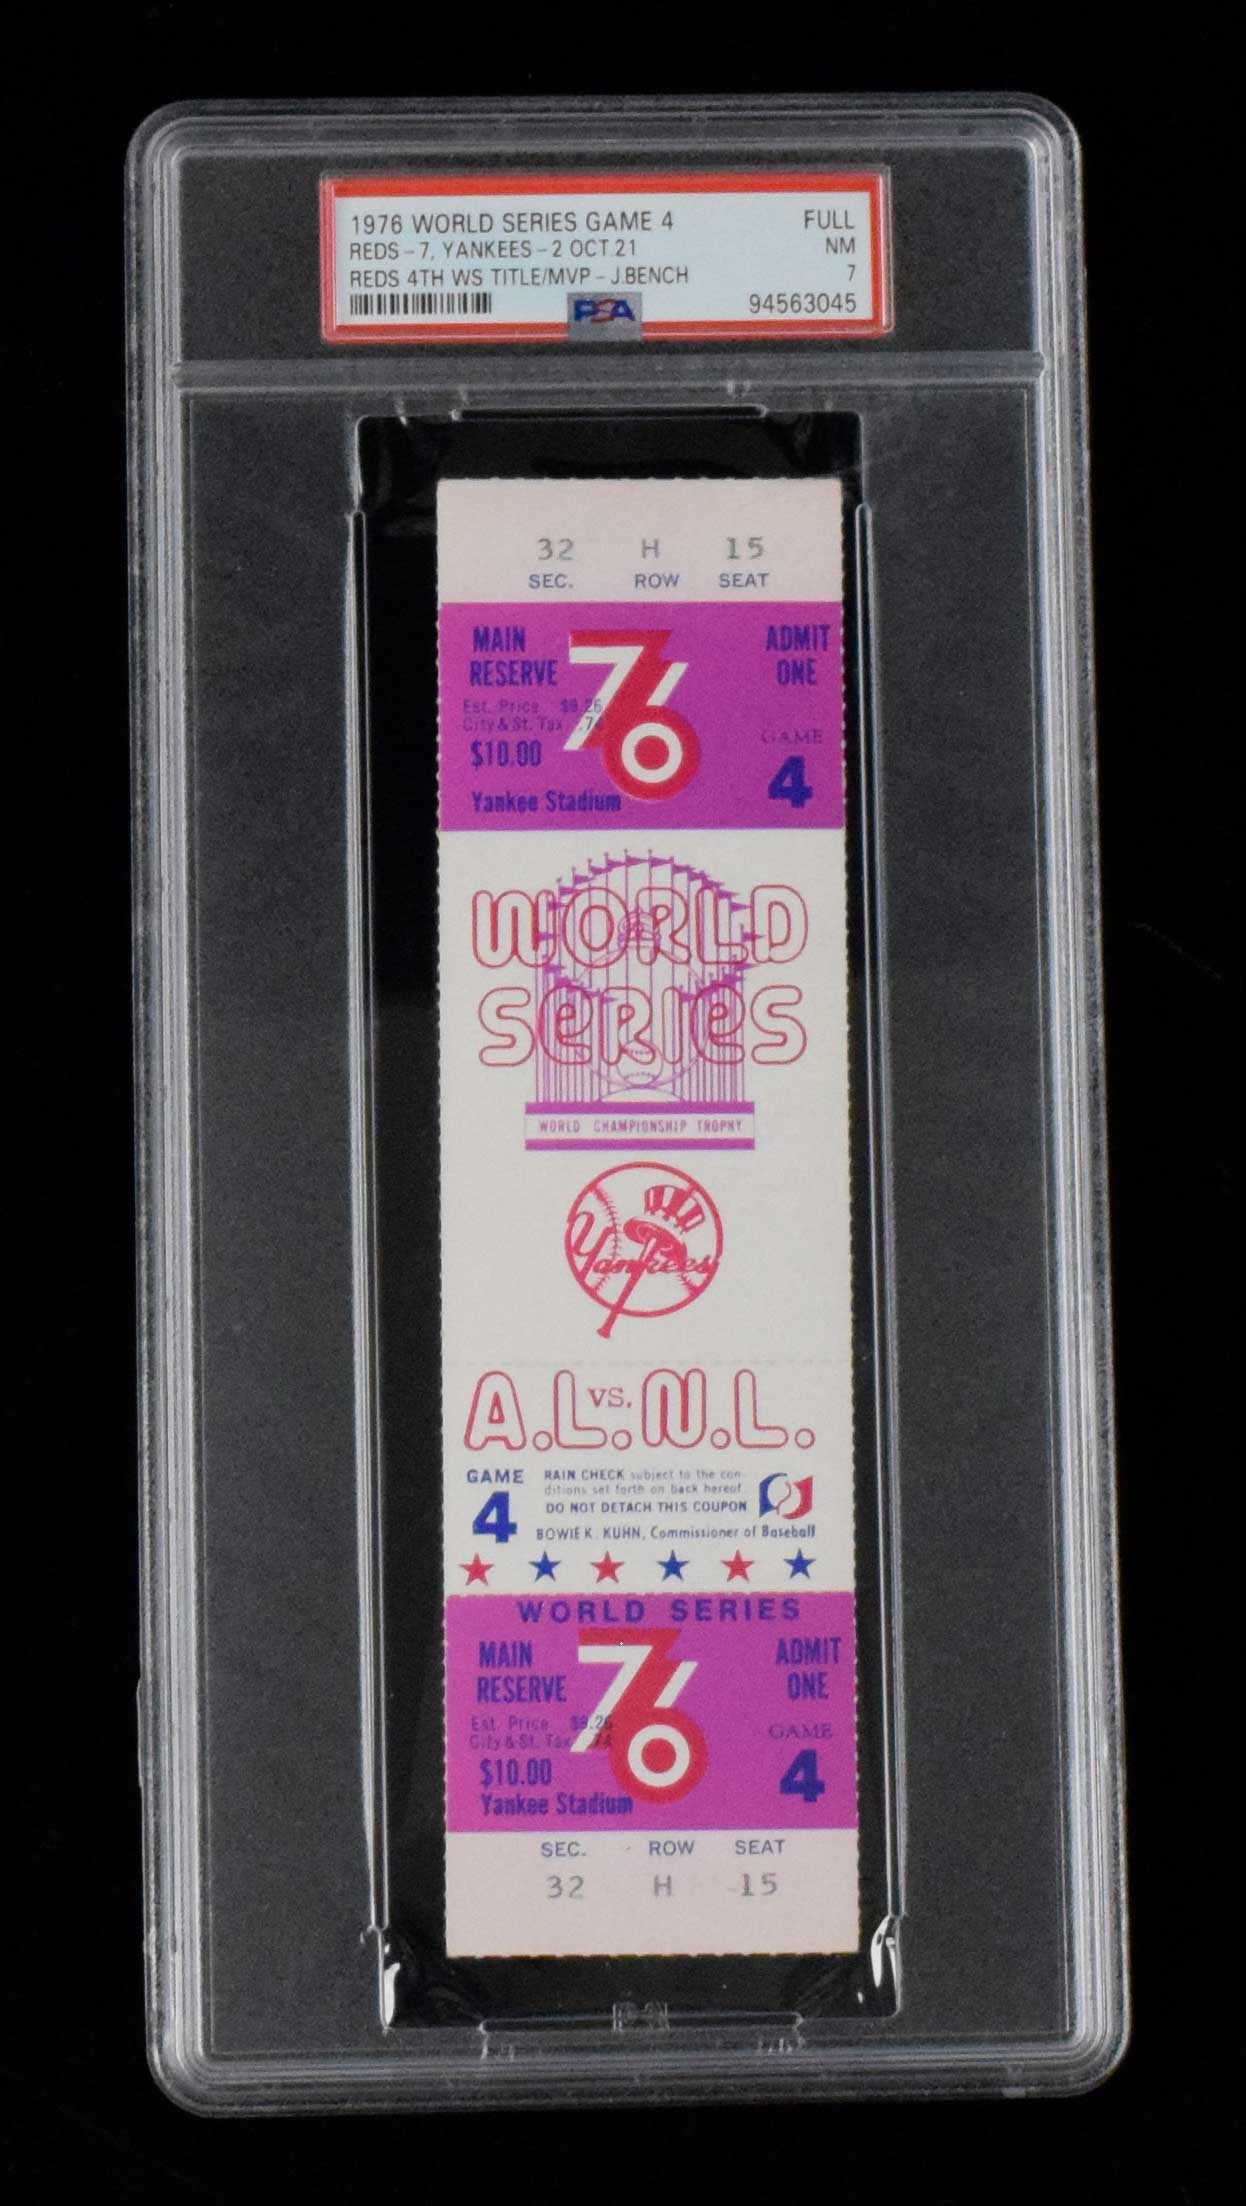 1976 WORLD SERIES GAME 4 FULL
REDS-7, YANKEES-2 OCT.21 NM
REDS 4TH WS TITLE/MVP-J.BENCH 7
PSA 94563045
32 H 15
SEC. ROW SEAT
MAIN RESERVE
76
ADMIT ONE
Est. Price $9.26
City & St. Tax .74
$10.00
GAME
4
Yankee Stadium
WORLD
SERIES
WORLD CHAMPIONSHIP TROPHY
Yankees
A.L. VS. N.L.
GAME
4
RAIN CHECK subject to the con-
ditions set forth on back hereof.
DO NOT DETACH THIS COUPON
BOWIE K. KUHN, Commissioner of Baseball
WORLD SERIES
MAIN RESERVE
76
ADMIT ONE
Est. Price $9.26
City & St. Tax .74
$10.00
GAME
4
Yankee Stadium
SEC. ROW SEAT
32 H 15